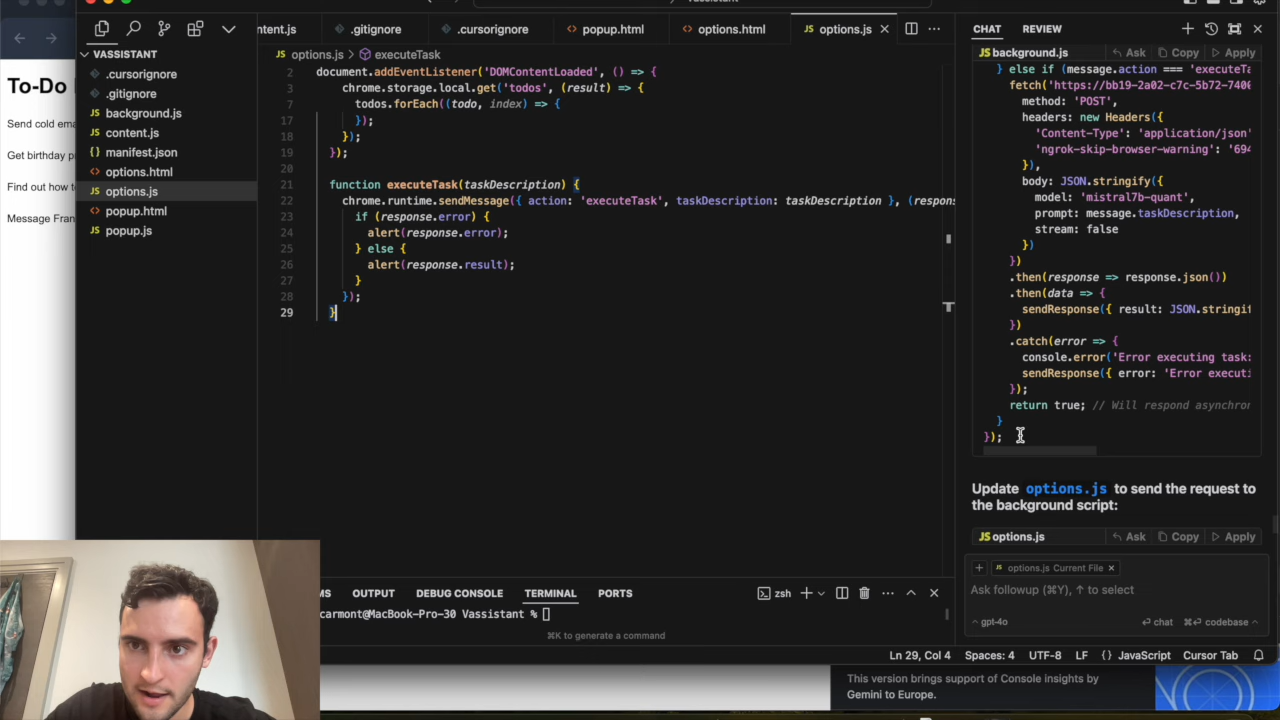 To-Do
Send cold ema
Get birthday p
Find out how t
Message Fran
VASSISTANT
.cursorignore
.gitignore
background.js
content.js
manifest.json
options.html
options.js
popup.html
popup.js
ntent.js
.gitignore
.cursorignore
popup.html
options.html
JS options.js
JS options.js > executeTask
2 document.addEventListener('DOMContentLoaded', () => {
3 chrome.storage.local.get('todos', (result) => {
7 todos.forEach((todo, index) => {
17 });
18 });
19 });
20
21 function executeTask(taskDescription) {
22 chrome.runtime.sendMessage({ action: 'executeTask', taskDescription: taskDescription }, (respons
23 if (response.error) {
24 alert(response.error);
25 } else {
26 alert(response.result);
27 }
28 });
29 }
MS OUTPUT DEBUG CONSOLE TERMINAL PORTS
zsh
carmont@MacBook-Pro-30 Vassistant %
⌘K to generate a command
CHAT REVIEW
JS background.js Ask Copy Apply
} else if (message.action === 'executeTa
fetch('https://bb19-2a02-c7c-5b72-7400
method: 'POST',
headers: new Headers({
'Content-Type': 'application/json'
'ngrok-skip-browser-warning': '694
}),
body: JSON.stringify({
model: 'mistral7b-quant',
prompt: message.taskDescription,
stream: false
})
})
.then(response => response.json())
.then(data => {
sendResponse({ result: JSON.stringif
})
.catch(error => {
console.error('Error executing task:
sendResponse({ error: 'Error executi
});
return true; // Will respond asynchron
}
});
Update options.js to send the request to
the background script:
JS options.js Ask Copy Apply
+ JS options.js Current File ×
Ask followup (⌘Y), ↑ to select
gpt-4o chat codebase
Ln 29, Col 4 Spaces: 4 UTF-8 LF {} JavaScript Cursor Tab
This version brings support of Console insights by
Gemini to Europe.